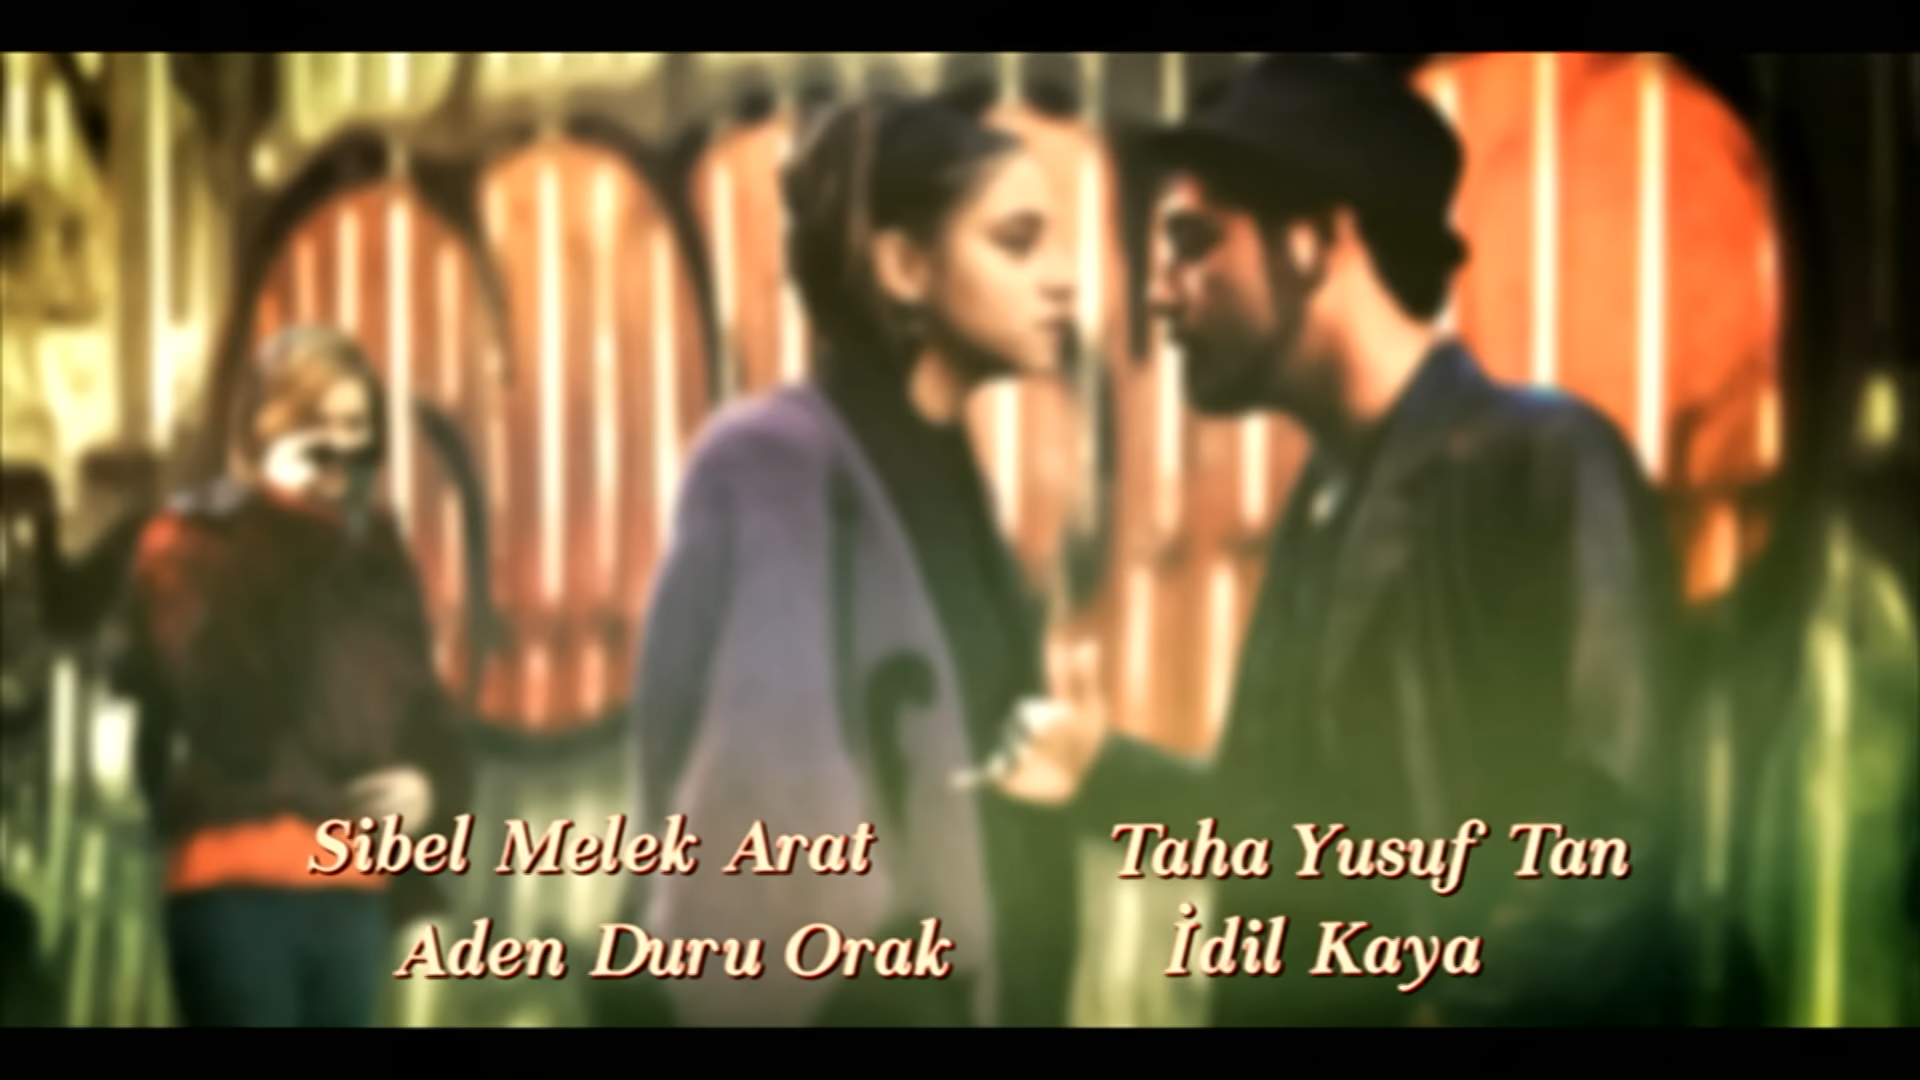 Sibel Melek Arat
Taha Yusuf Tan
Aden Duru Orak
İdil Kaya